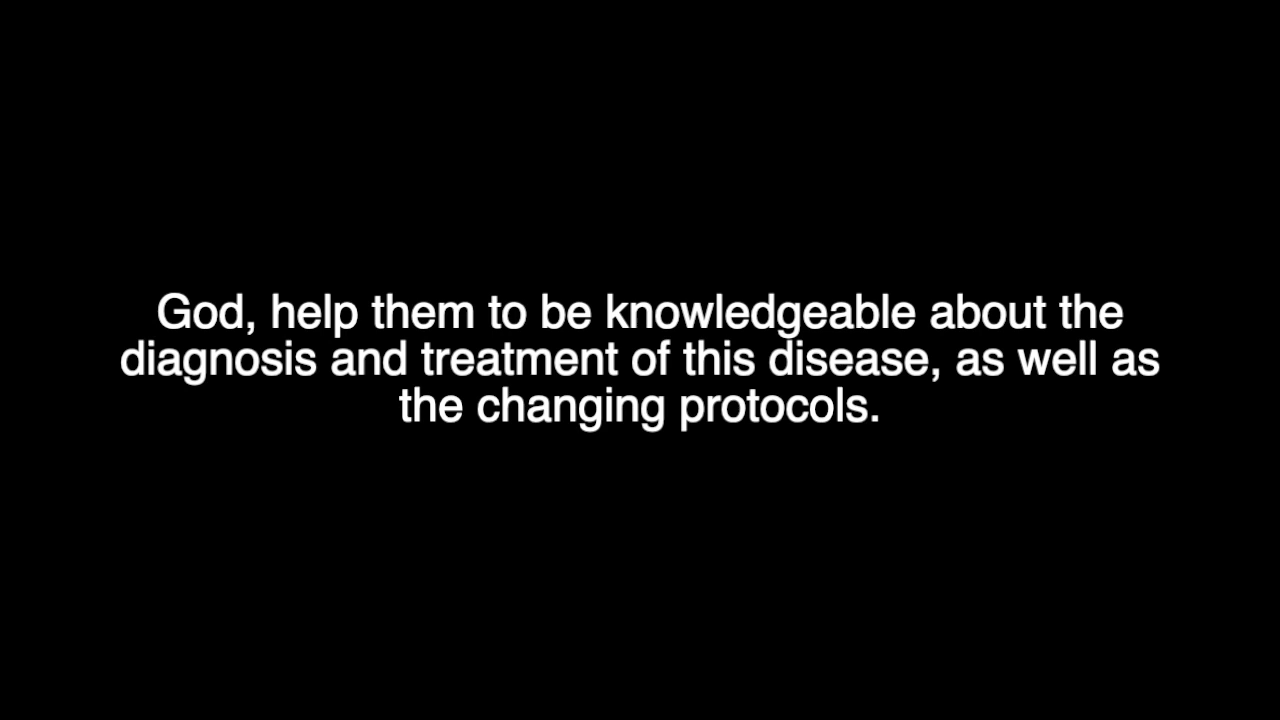 God, help them to be knowledgeable about the
diagnosis and treatment of this disease, as well as
the changing protocols.